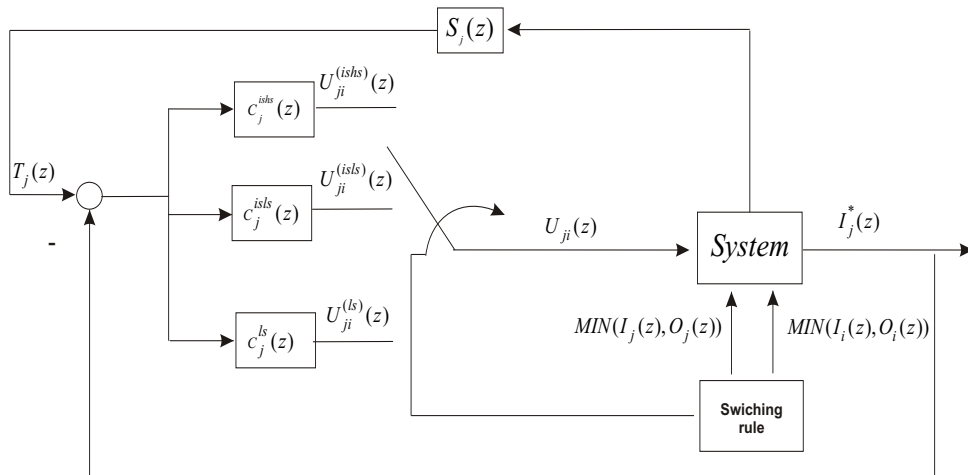 S_j(z)
U_{ji}^{(ishs)}(z)
C_j^{ishs}(z)
T_j(z)
U_{ji}^{(isls)}(z)
C_j^{isls}(z)
-
U_{ji}(z)
System
I_j^*(z)
U_{ji}^{(ls)}(z)
C_j^{ls}(z)
MIN(I_j(z),O_j(z))
MIN(I_i(z),O_i(z))
Swiching
rule